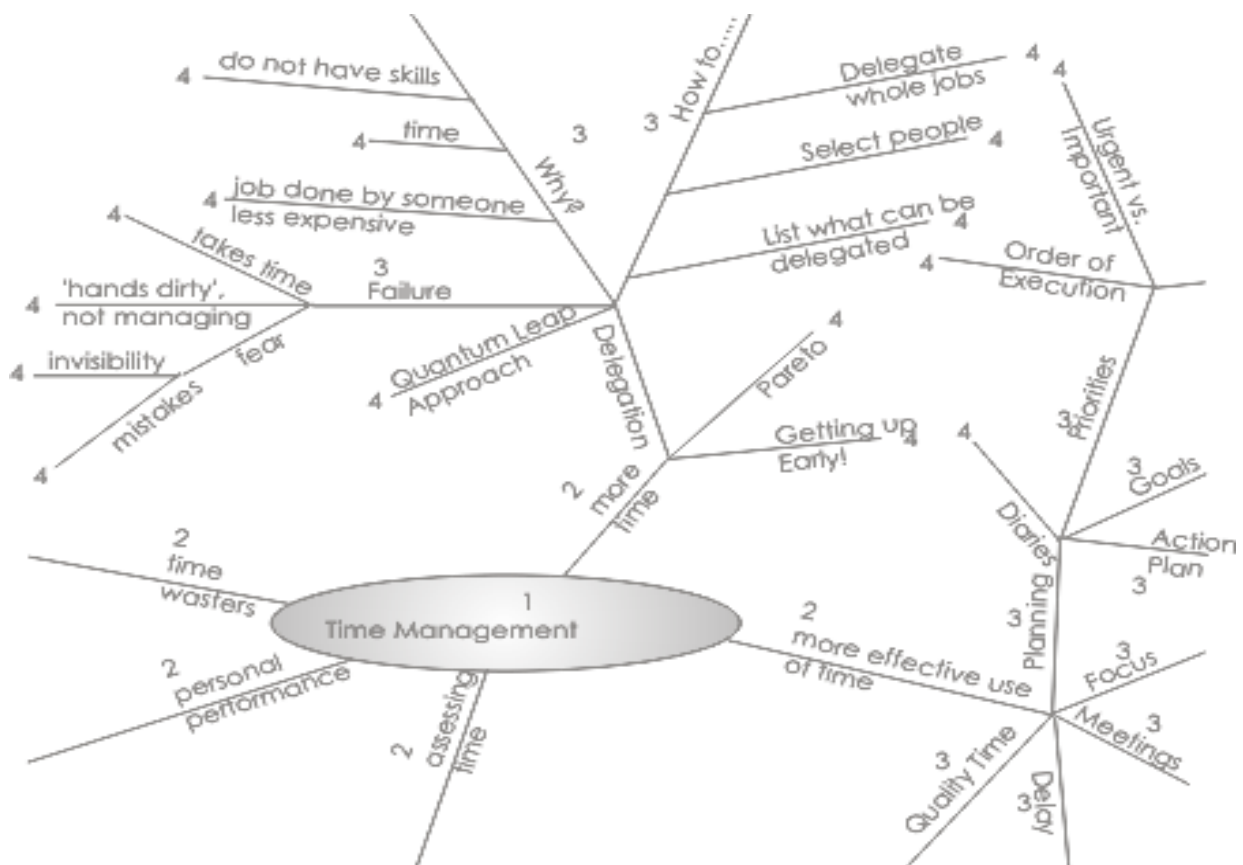 do not have skills
4
time
4
job done by someone
less expensive
4
Why?
3
How to.....
3
Delegate
whole jobs
4
Select people
4
List what can be
delegated
4
Urgent vs.
Important
4
Order of
Execution
4
takes time
4
'hands dirty',
not managing
4
invisibility
4
fear
mistakes
4
3
Failure
Quantum Leap
Approach
4
Delegation
Pareto
4
Getting up
Early!
4
2
more
time
Priorities
3
3
Goals
Action
Plan
3
Diaries
4
Planning
3
2
time
wasters
1
Time Management
2
more effective use
of time
2
personal
performance
2
assessing
time
3
Focus
Meetings
3
Quality Time
3
Delay
3